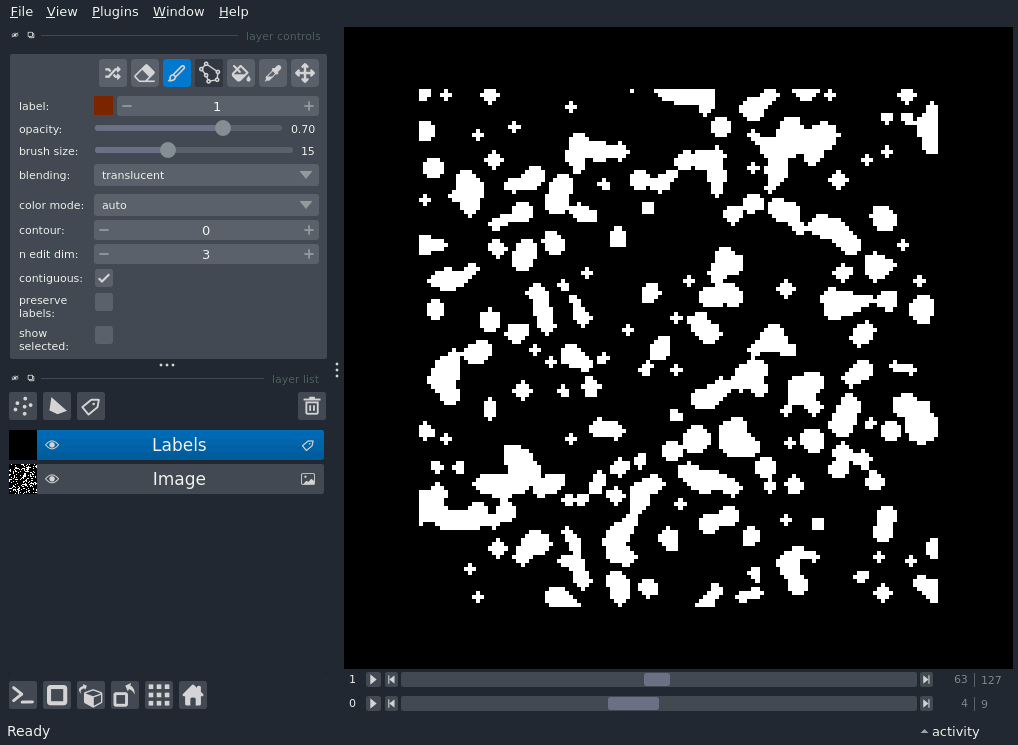 File View Plugins Window Help
layer controls
label: 1
opacity: 0.70
brush size: 15
blending: translucent
color mode: auto
contour: 0
n edit dim: 3
contiguous:
preserve
labels:
show
selected:
layer list
Labels
Image
1 63 127
0 4 9
Ready activity